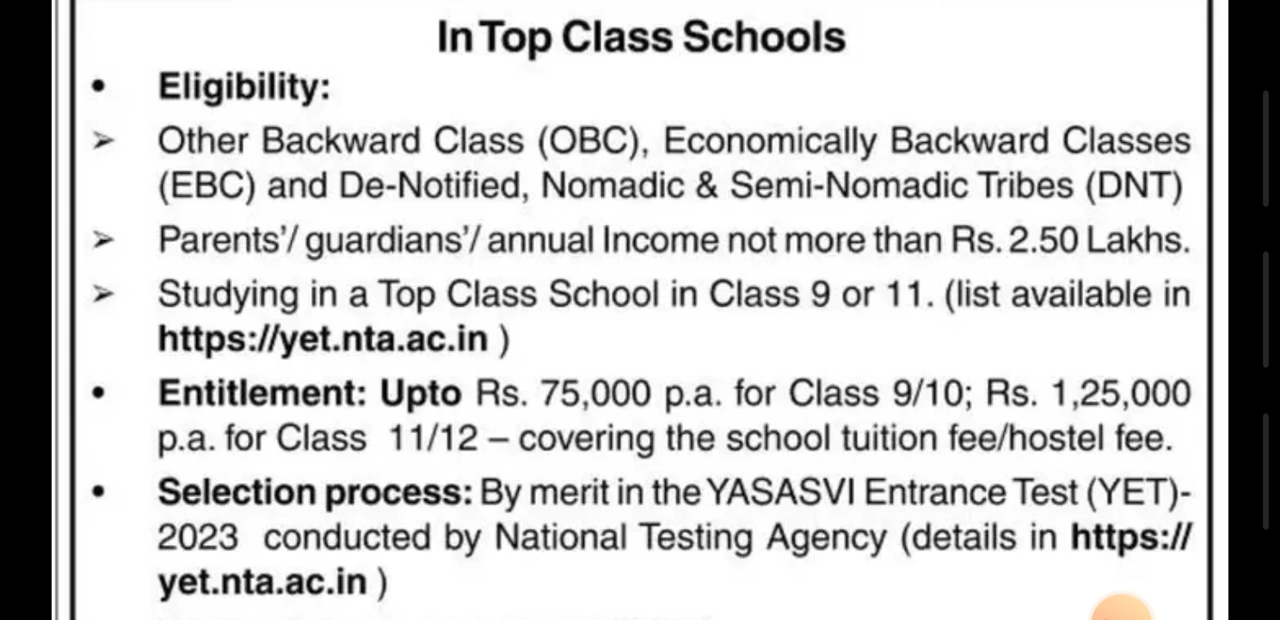 In Top Class Schools
• Eligibility:
➢ Other Backward Class (OBC), Economically Backward Classes
(EBC) and De-Notified, Nomadic & Semi-Nomadic Tribes (DNT)
➢ Parents’/ guardians’/ annual Income not more than Rs. 2.50 Lakhs.
➢ Studying in a Top Class School in Class 9 or 11. (list available in
https://yet.nta.ac.in )
• Entitlement: Upto Rs. 75,000 p.a. for Class 9/10; Rs. 1,25,000
p.a. for Class 11/12 – covering the school tuition fee/hostel fee.
• Selection process: By merit in the YASASVI Entrance Test (YET)-
2023 conducted by National Testing Agency (details in https://
yet.nta.ac.in )